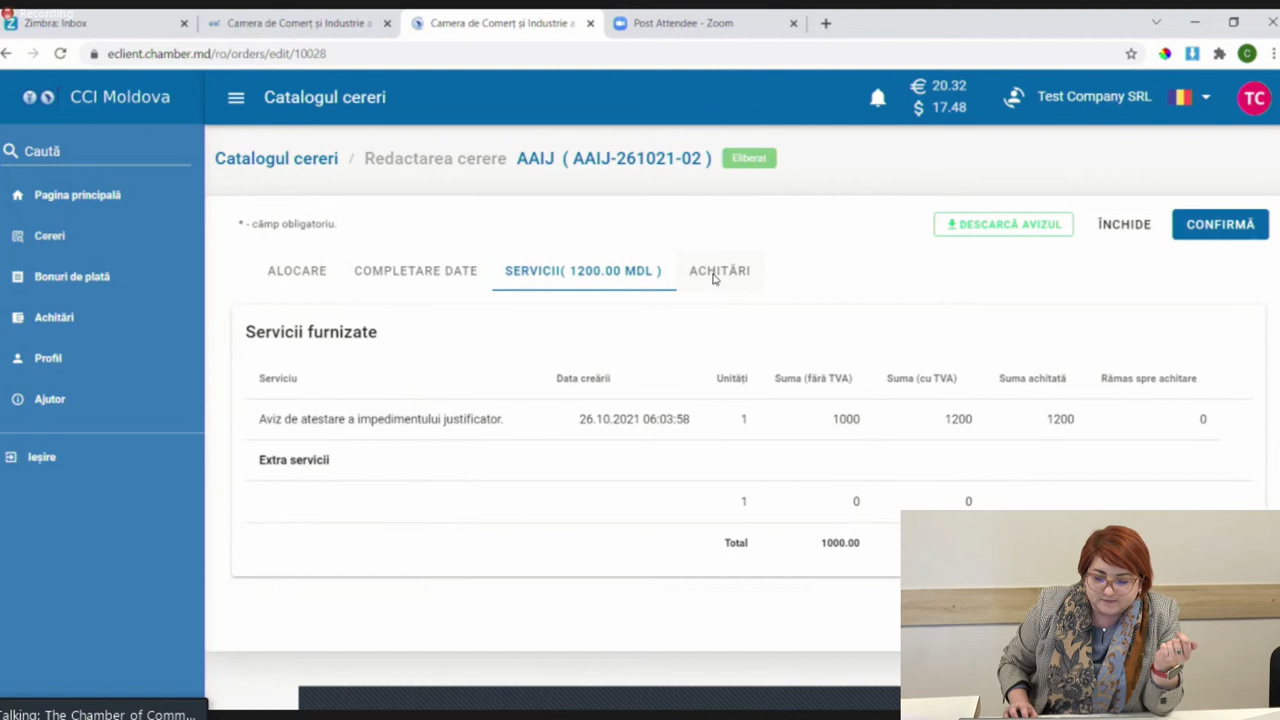 Recording
Zimbra: Inbox
Camera de Comerț și Industrie a
Camera de Comerț și Industrie a
Post Attendee - Zoom
eclient.chamber.md/ro/orders/edit/10028
CCI Moldova
Catalogul cereri
€ 20.32
$ 17.48
Test Company SRL
TC
Caută
Pagina principală
Cereri
Bonuri de plată
Achitări
Profil
Ajutor
Ieșire
Catalogul cereri / Redactarea cerere AAIJ ( AAIJ-261021-02 ) Eliberat
* - câmp obligatoriu.
DESCARCĂ AVIZUL
ÎNCHIDE
CONFIRMĂ
ALOCARE
COMPLETARE DATE
SERVICII( 1200.00 MDL )
ACHITĂRI
Servicii furnizate
Serviciu Data creării Unități Suma (fără TVA) Suma (cu TVA) Suma achitată Rămas spre achitare
Aviz de atestare a impedimentului justificator. 26.10.2021 06:03:58 1 1000 1200 1200 0
Extra servicii
1 0 0
Total 1000.00
Talking: The Chamber of Comm...